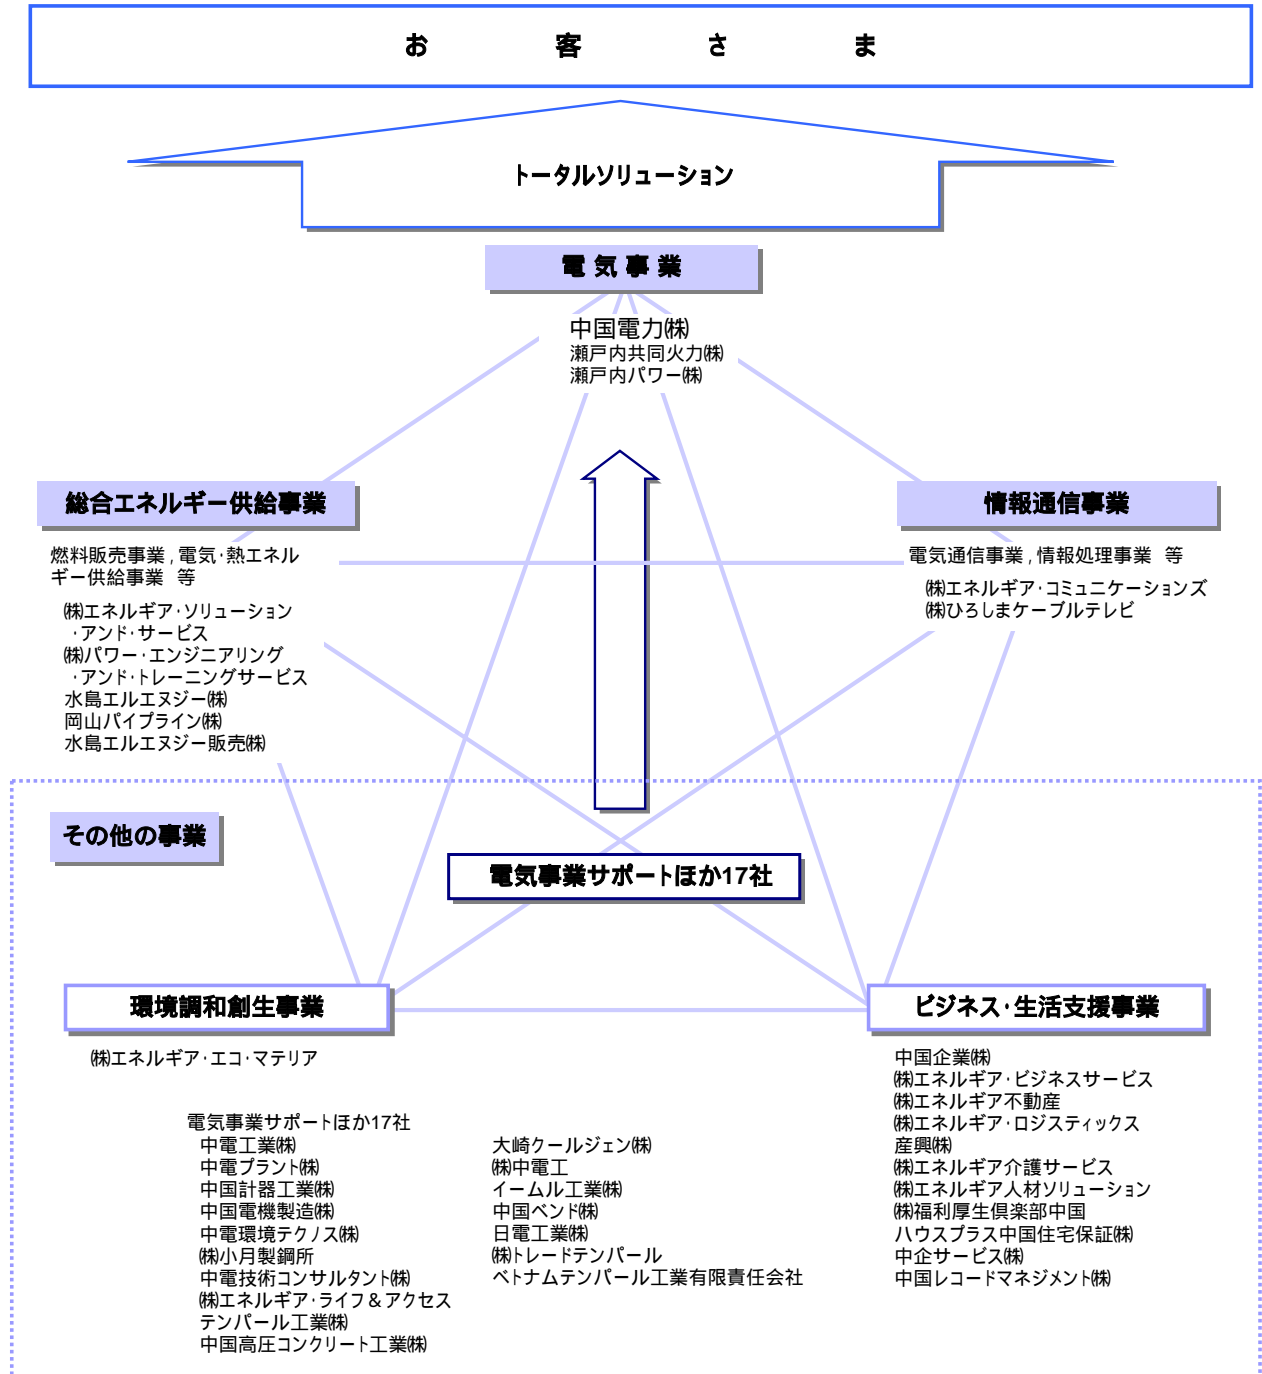 お客さま
トータルソリューション
電気事業
中国電力㈱
瀬戸内共同火力㈱
瀬戸内パワー㈱
総合エネルギー供給事業
燃料販売事業,電気・熱エネル
ギー供給事業 等
㈱エネルギア・ソリューション
・アンド・サービス
㈱パワー・エンジニアリング
・アンド・トレーニングサービス
水島エルエヌジー㈱
岡山パイプライン㈱
水島エルエヌジー販売㈱
情報通信事業
電気通信事業,情報処理事業 等
㈱エネルギア・コミュニケーションズ
㈱ひろしまケーブルテレビ
その他の事業
電気事業サポートほか17社
環境調和創生事業
㈱エネルギア・エコ・マテリア
電気事業サポートほか17社
中電工業㈱
中電プラント㈱
中国計器工業㈱
中国電機製造㈱
中電環境テクノス㈱
㈱小月製鋼所
中電技術コンサルタント㈱
㈱エネルギア・ライフ&アクセス
テンパール工業㈱
中国高圧コンクリート工業㈱
大崎クールジェン㈱
㈱中電工
イームル工業㈱
中国ベンド㈱
日電工業㈱
㈱トレードテンパール
ベトナムテンパール工業有限責任会社
ビジネス・生活支援事業
中国企業㈱
㈱エネルギア・ビジネスサービス
㈱エネルギア不動産
㈱エネルギア・ロジスティックス
産興㈱
㈱エネルギア介護サービス
㈱エネルギア人材ソリューション
㈱福利厚生倶楽部中国
ハウスプラス中国住宅保証㈱
中企サービス㈱
中国レコードマネジメント㈱